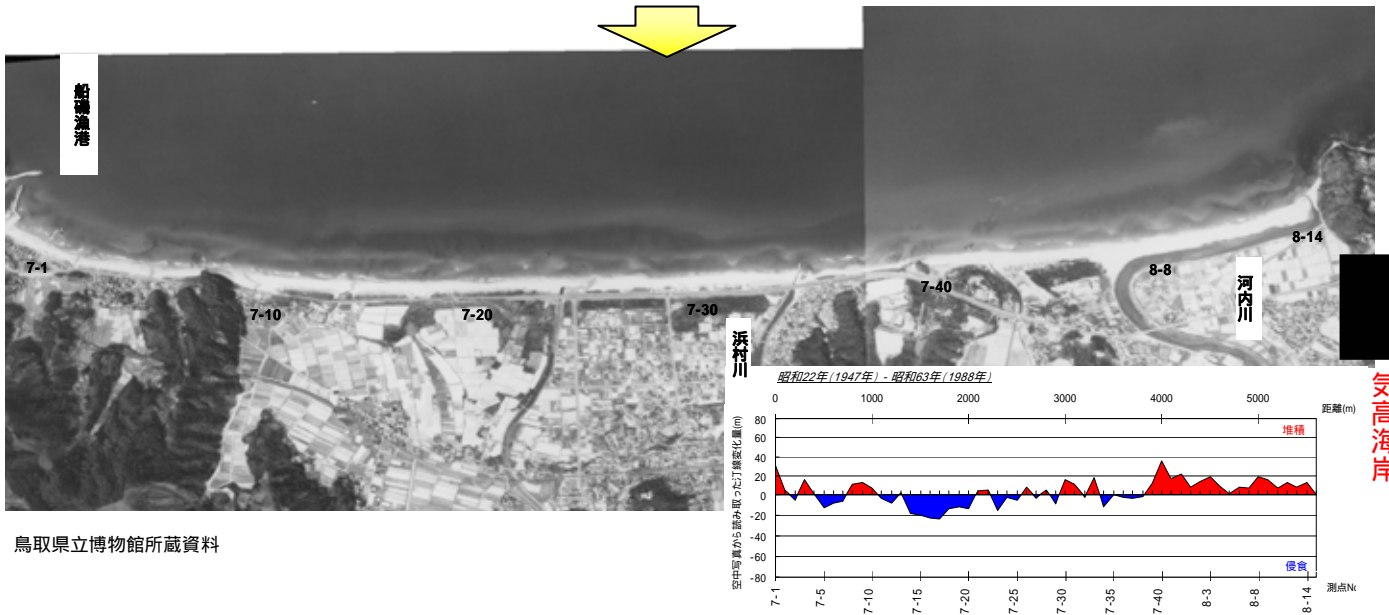 船磯漁港
7-1
7-10
7-20
7-30
7-40
8-8
8-14
浜村川
河内川
気高海岸
鳥取県立博物館所蔵資料
昭和22年(1947年) - 昭和63年(1988年)
0 1000 2000 3000 4000 5000
距離(m)
空中写真から読み取った汀線変化量(m)
80
60
40
20
0
-20
-40
-60
-80
堆積
侵食
7-1 7-5 7-10 7-15 7-20 7-25 7-30 7-35 7-40 8-3 8-8 8-14
測点No